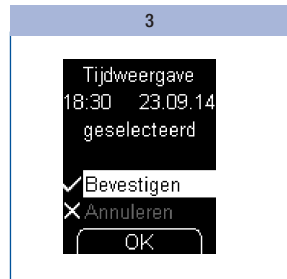 3
Tijdweergave
18:30 23.09.14
geselecteerd
Bevestigen
Annuleren
OK